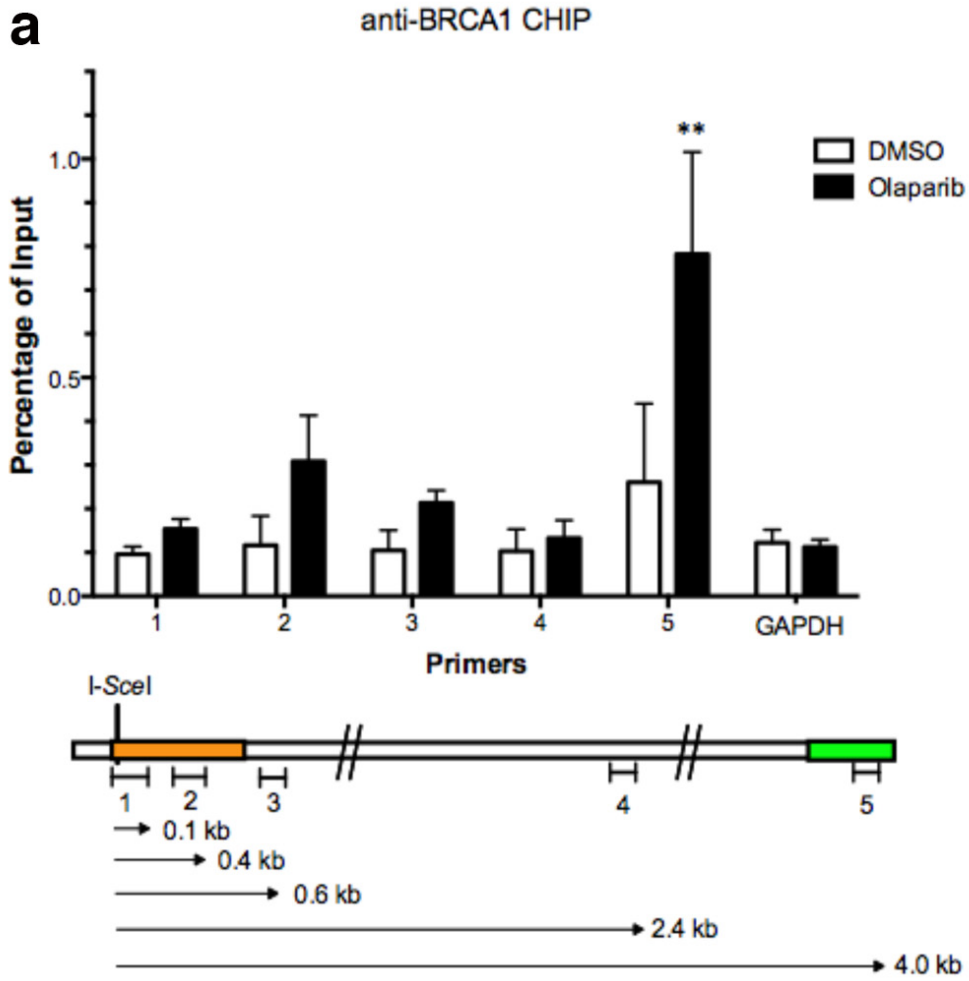 a
anti-BRCA1 CHIP
**
DMSO
Olaparib
Percentage of Input
1.0
0.5
0.0
1 2 3 4 5 GAPDH
Primers
I-SceI
1 2 3 4 5
0.1 kb
0.4 kb
0.6 kb
2.4 kb
4.0 kb